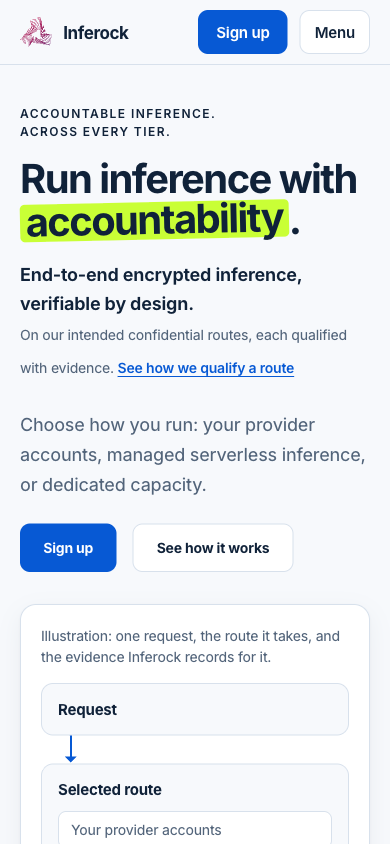 Inferock
Sign up
Menu
ACCOUNTABLE INFERENCE.
ACROSS EVERY TIER.
Run inference with
accountability.
End-to-end encrypted inference,
verifiable by design.
On our intended confidential routes, each qualified
with evidence. See how we qualify a route
Choose how you run: your provider
accounts, managed serverless inference,
or dedicated capacity.
Sign up
See how it works
Illustration: one request, the route it takes, and
the evidence Inferock records for it.
Request
Selected route
Your provider accounts